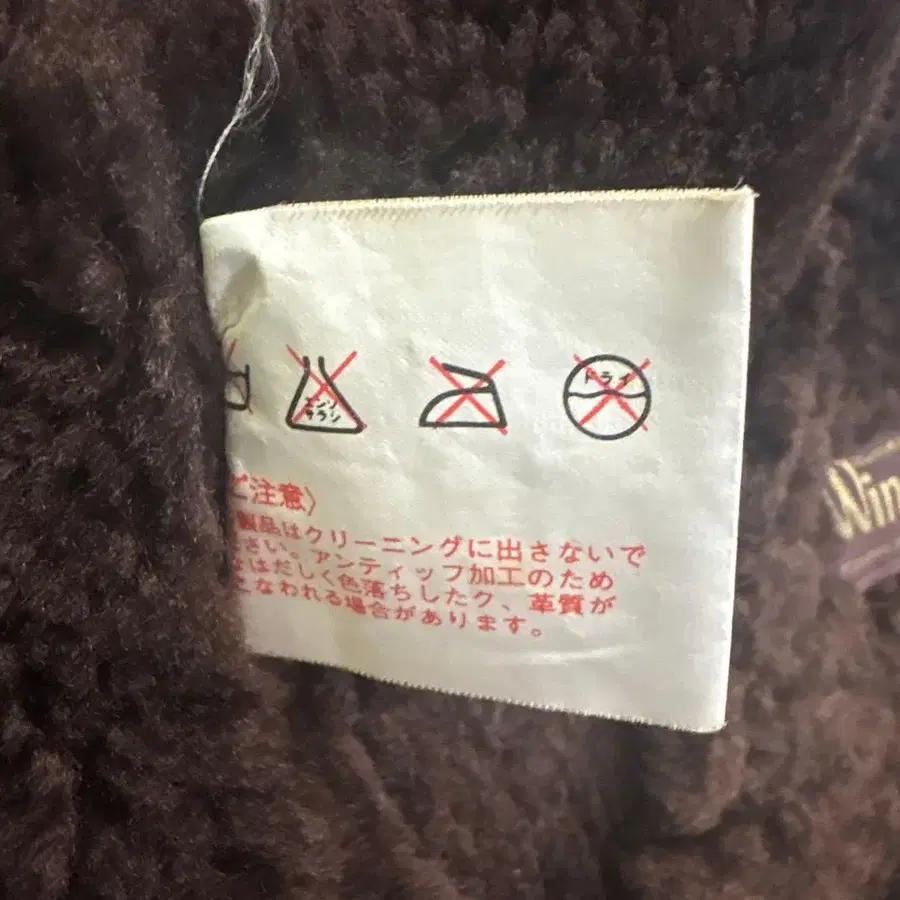 エンソ
サラシ
ドライ
ご注意〉
製品はクリーニングに出さないで
さい。アンティップ加工のため
はだしく色落ちしたク、革質が
なわれる場合があります。
Win